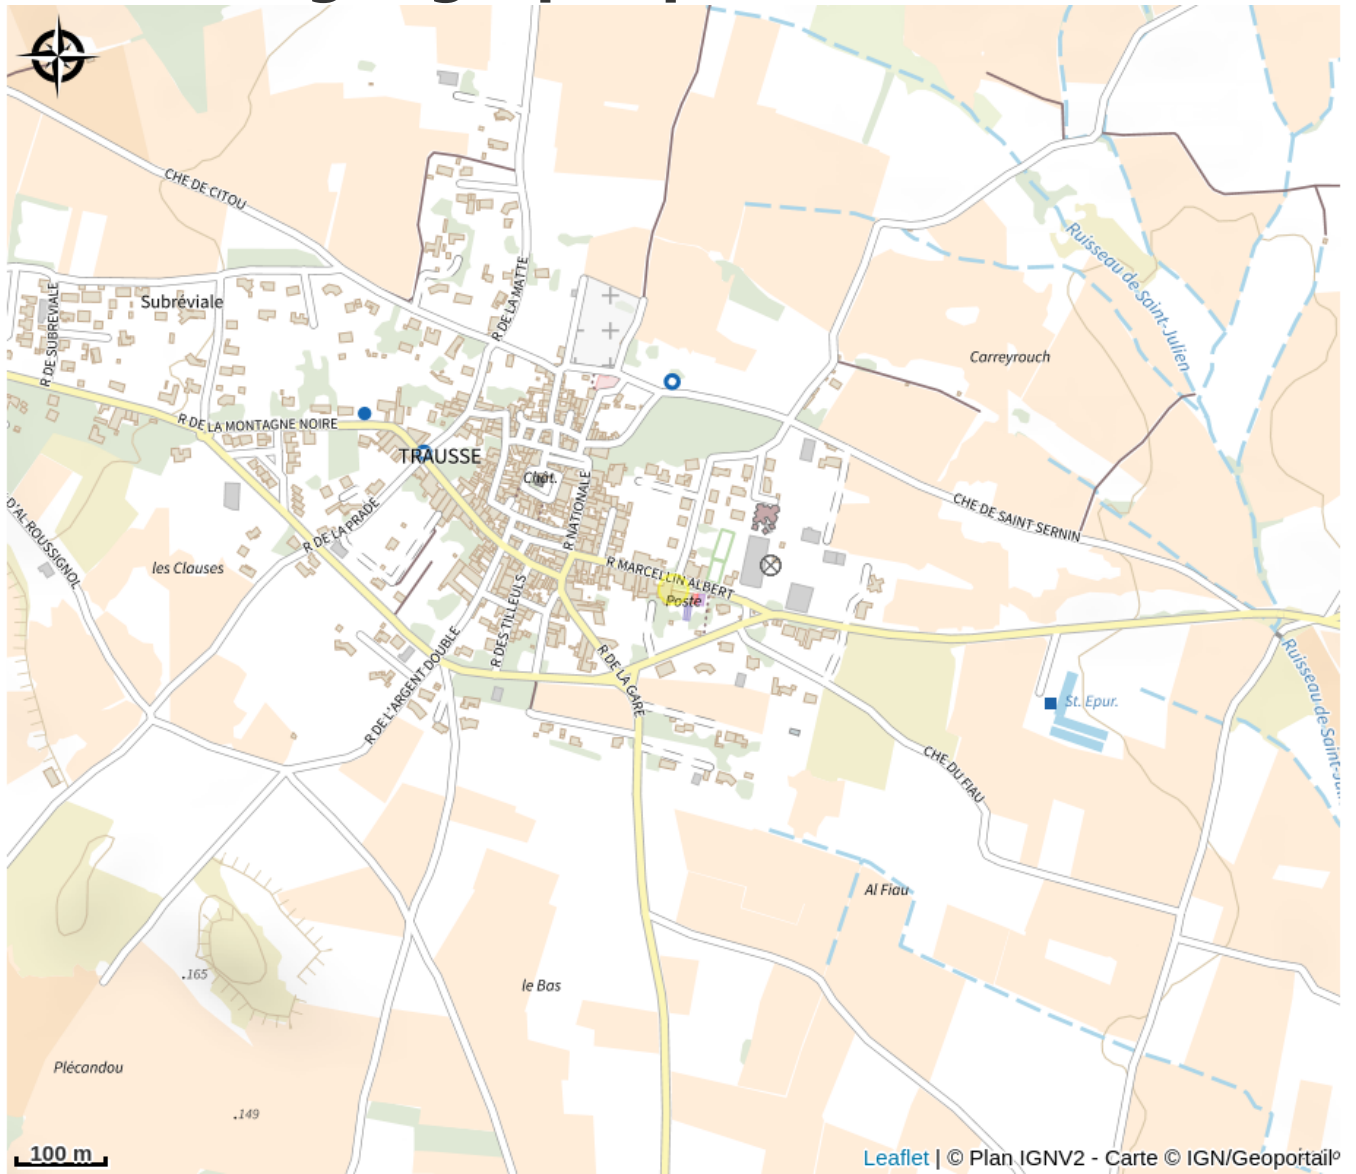 CHE DE CITOU
R DE LA MATTE
Ruisseau de Saint-Julien
R DE SUBREVIALE
Subréviale
Carreyrouch
R DE LA MONTAGNE NOIRE
TRAUSSE
Chât.
R NATIONALE
CHE DE SAINT SERNIN
D'AL ROUSSIGNOL
R DE LA PRADE
les Clauses
R MARCELLIN ALBERT
Poste
R DES TILLEULS
R DE L'ARGENT DOUBLE
R DE LA GARE
St. Epur.
Ruisseau de Saint-Ju
CHE DU FIAU
Al Fiau
.165
le Bas
Plécandou
.149
100 m
Leaflet | © Plan IGNV2 - Carte © IGN/Geoportail